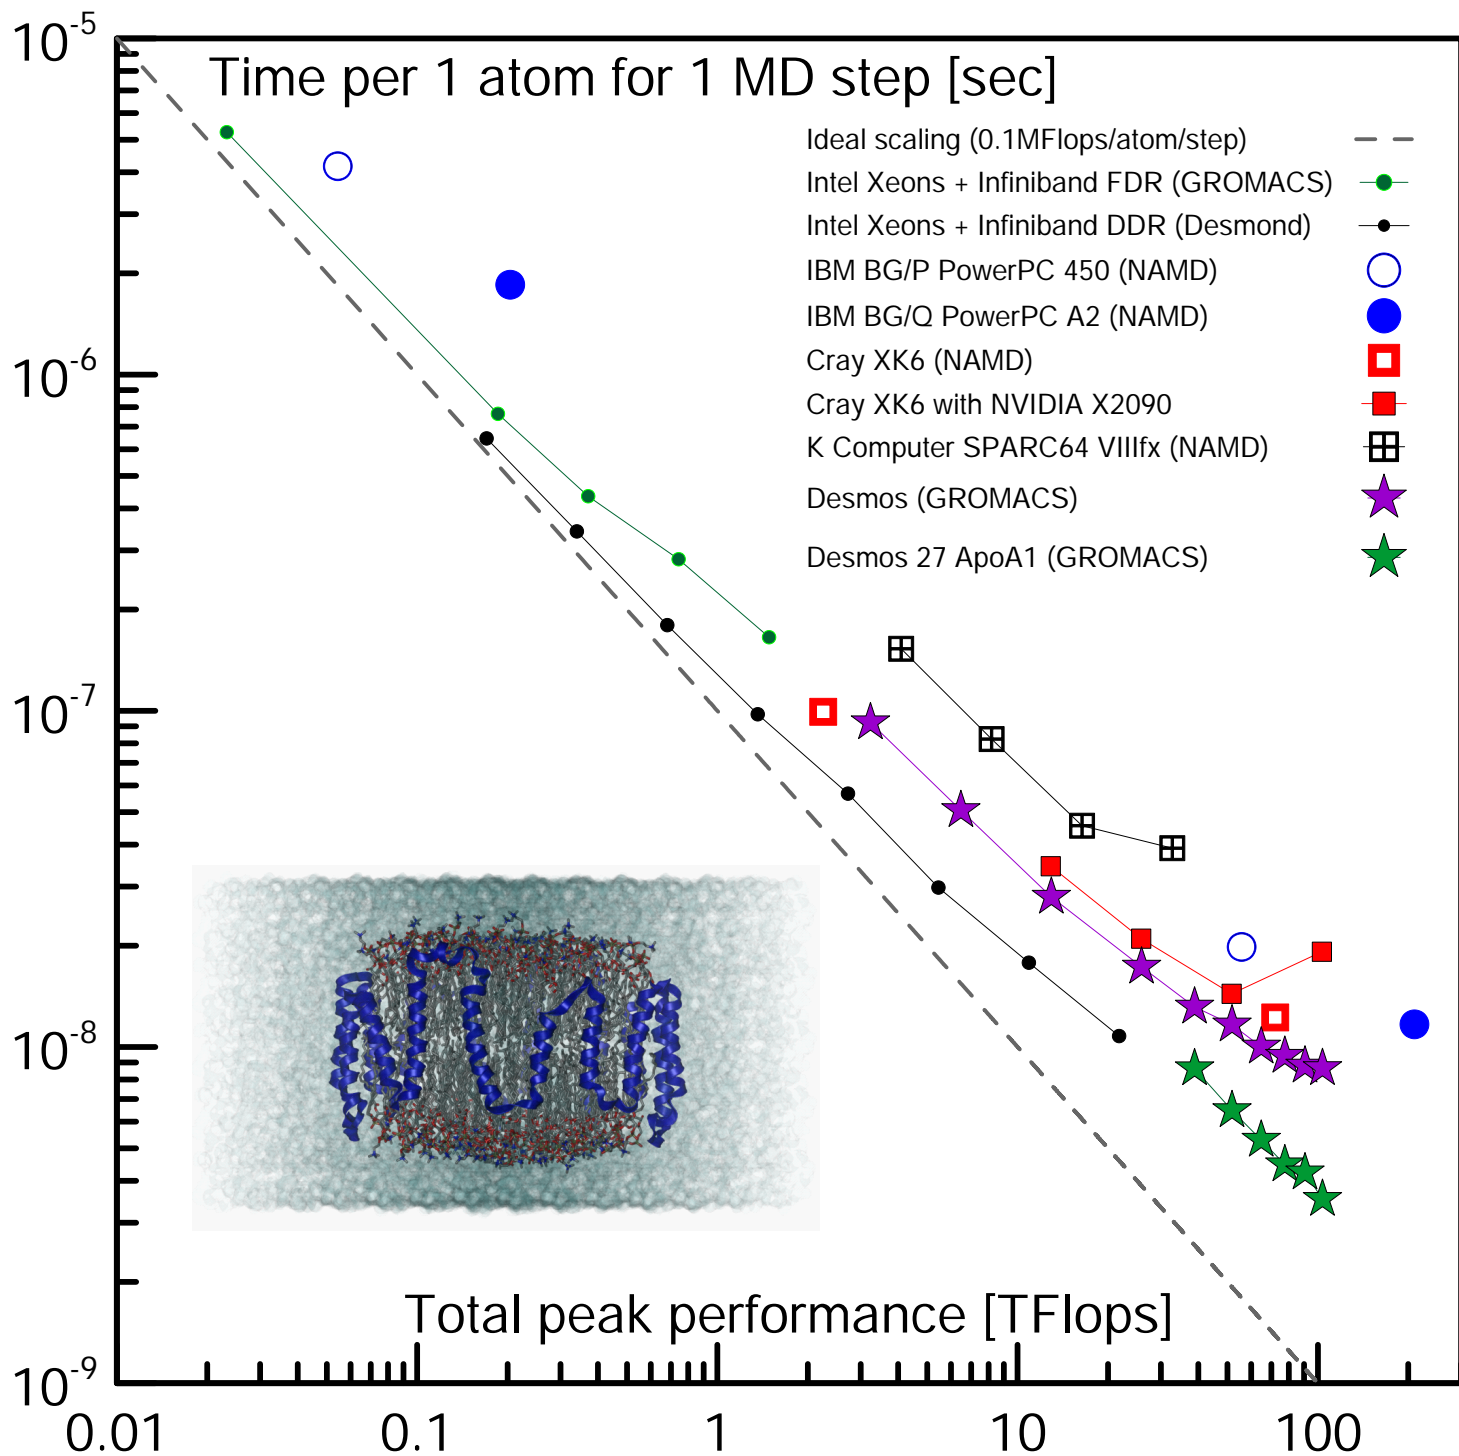 10-5
Time per 1 atom for 1 MD step [sec]
Ideal scaling (0.1MFlops/atom/step)
Intel Xeons + Infiniband FDR (GROMACS)
Intel Xeons + Infiniband DDR (Desmond)
IBM BG/P PowerPC 450 (NAMD)
IBM BG/Q PowerPC A2 (NAMD)
Cray XK6 (NAMD)
Cray XK6 with NVIDIA X2090
K Computer SPARC64 VIIIfx (NAMD)
Desmos (GROMACS)
Desmos 27 ApoA1 (GROMACS)
10-6
10-7
10-8
10-9
Total peak performance [TFlops]
0.01 0.1 1 10 100